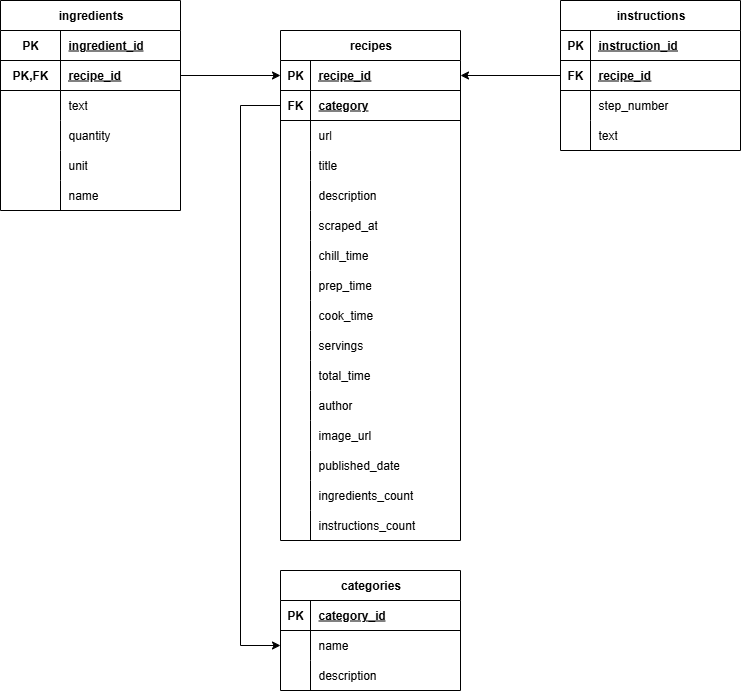 ingredients
PK ingredient_id
PK,FK recipe_id
text
quantity
unit
name
recipes
PK recipe_id
FK category
url
title
description
scraped_at
chill_time
prep_time
cook_time
servings
total_time
author
image_url
published_date
ingredients_count
instructions_count
instructions
PK instruction_id
FK recipe_id
step_number
text
categories
PK category_id
name
description